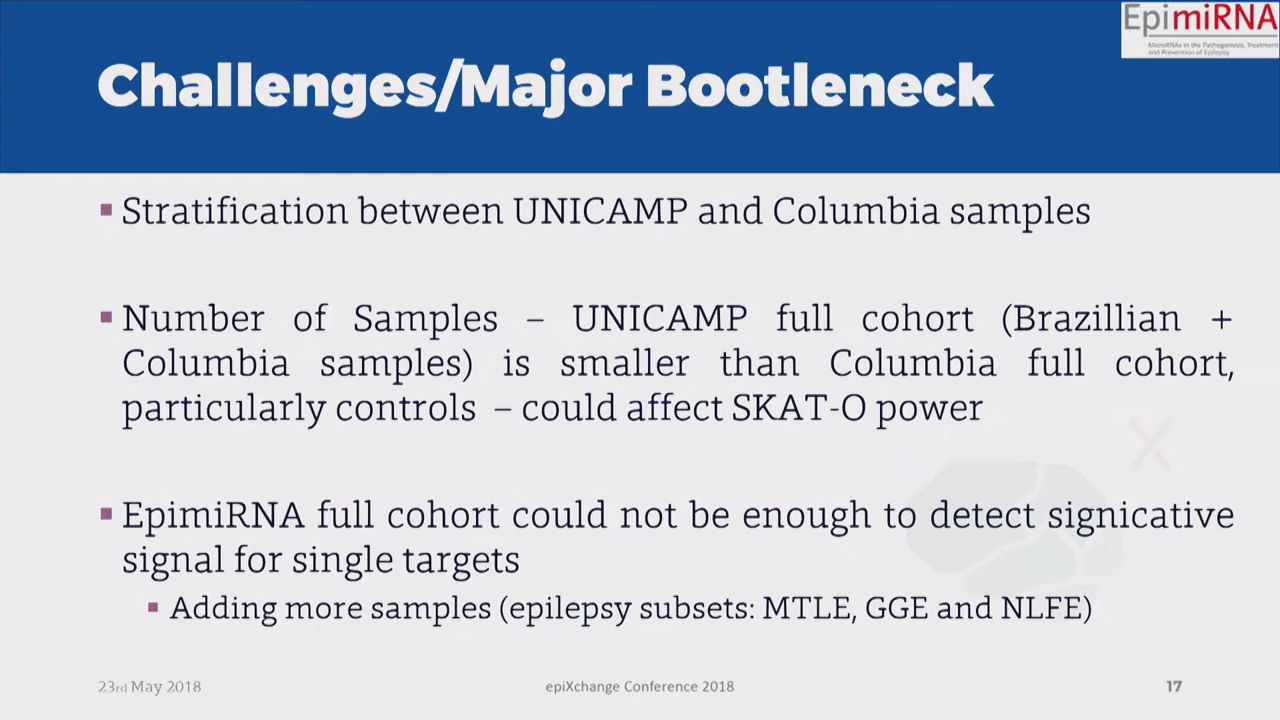 EpimiRNA
MicroRNAs in the Pathogenesis, Treatment
and Prevention of Epilepsy
Challenges/Major Bootleneck
▪ Stratification between UNICAMP and Columbia samples
▪ Number of Samples – UNICAMP full cohort (Brazillian +
Columbia samples) is smaller than Columbia full cohort,
particularly controls – could affect SKAT-O power
▪ EpimiRNA full cohort could not be enough to detect signicative
signal for single targets
▪ Adding more samples (epilepsy subsets: MTLE, GGE and NLFE)
23rd May 2018
epiXchange Conference 2018
17